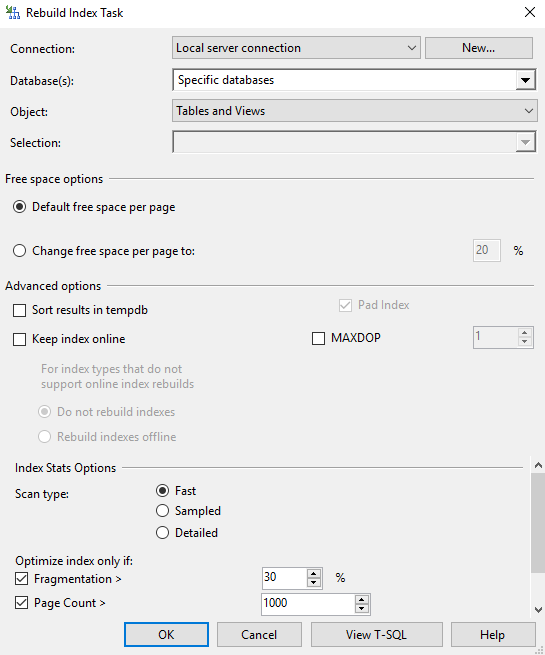 Rebuild Index Task
Connection: Local server connection New...
Database(s): Specific databases
Object: Tables and Views
Selection:
Free space options
Default free space per page
Change free space per page to: 20 %
Advanced options
Sort results in tempdb Pad Index
Keep index online MAXDOP 1
For index types that do not
support online index rebuilds
Do not rebuild indexes
Rebuild indexes offline
Index Stats Options
Scan type: Fast
Sampled
Detailed
Optimize index only if:
Fragmentation > 30 %
Page Count > 1000
OK Cancel View T-SQL Help